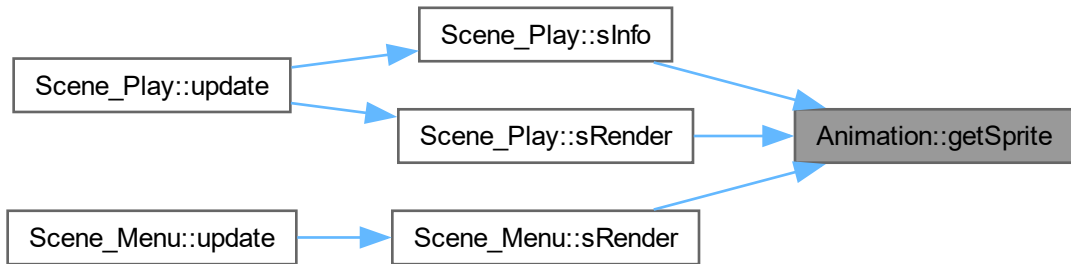 Scene_Play::sInfo
Scene_Play::update
Scene_Play::sRender
Animation::getSprite
Scene_Menu::update
Scene_Menu::sRender